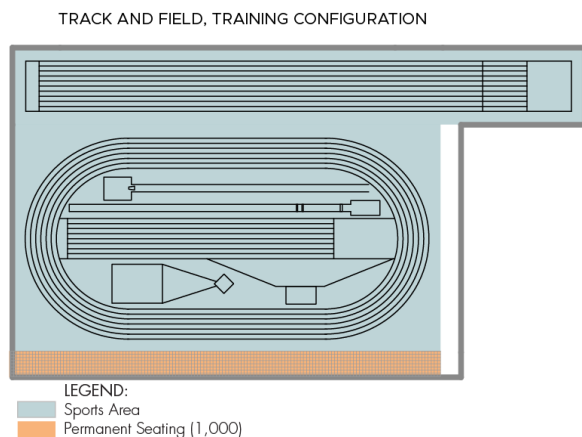 TRACK AND FIELD, TRAINING CONFIGURATION
LEGEND:
Sports Area
Permanent Seating (1,000)